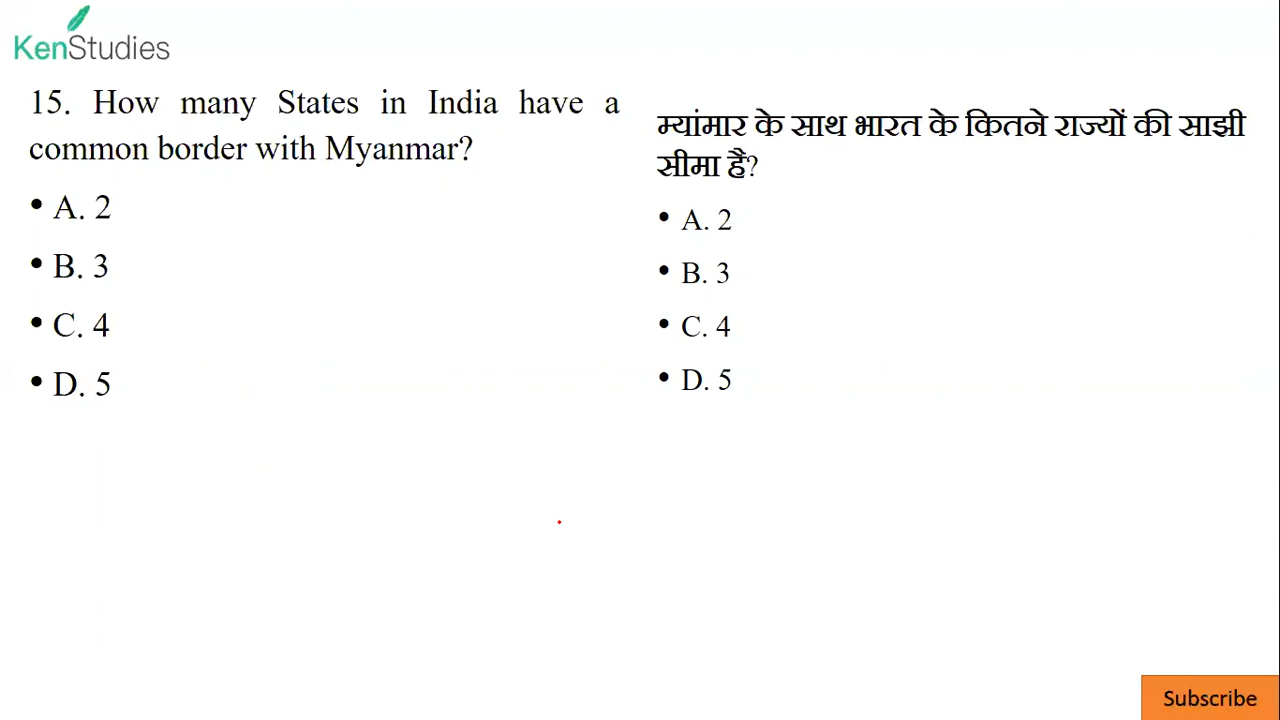 KenStudies
15. How many States in India have a
common border with Myanmar?
• A. 2
• B. 3
• C. 4
• D. 5
म्यांमार के साथ भारत के कितने राज्यों की साझी
सीमा है?
• A. 2
• B. 3
• C. 4
• D. 5
Subscribe